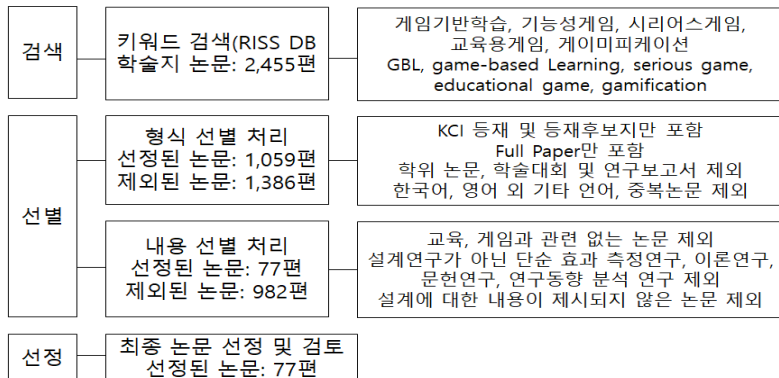 검색
키워드 검색(RISS DB
학술지 논문: 2,455편
게임기반학습, 기능성게임, 시리어스게임,
교육용게임, 게이미피케이션
GBL, game-based Learning, serious game,
educational game, gamification
선별
형식 선별 처리
선정된 논문: 1,059편
제외된 논문: 1,386편
KCI 등재 및 등재후보지만 포함
Full Paper만 포함
학위 논문, 학술대회 및 연구보고서 제외
한국어, 영어 외 기타 언어, 중복논문 제외
내용 선별 처리
선정된 논문: 77편
제외된 논문: 982편
교육, 게임과 관련 없는 논문 제외
설계연구가 아닌 단순 효과 측정연구, 이론연구,
문헌연구, 연구동향 분석 연구 제외
설계에 대한 내용이 제시되지 않은 논문 제외
선정
최종 논문 선정 및 검토
선정된 논문: 77편